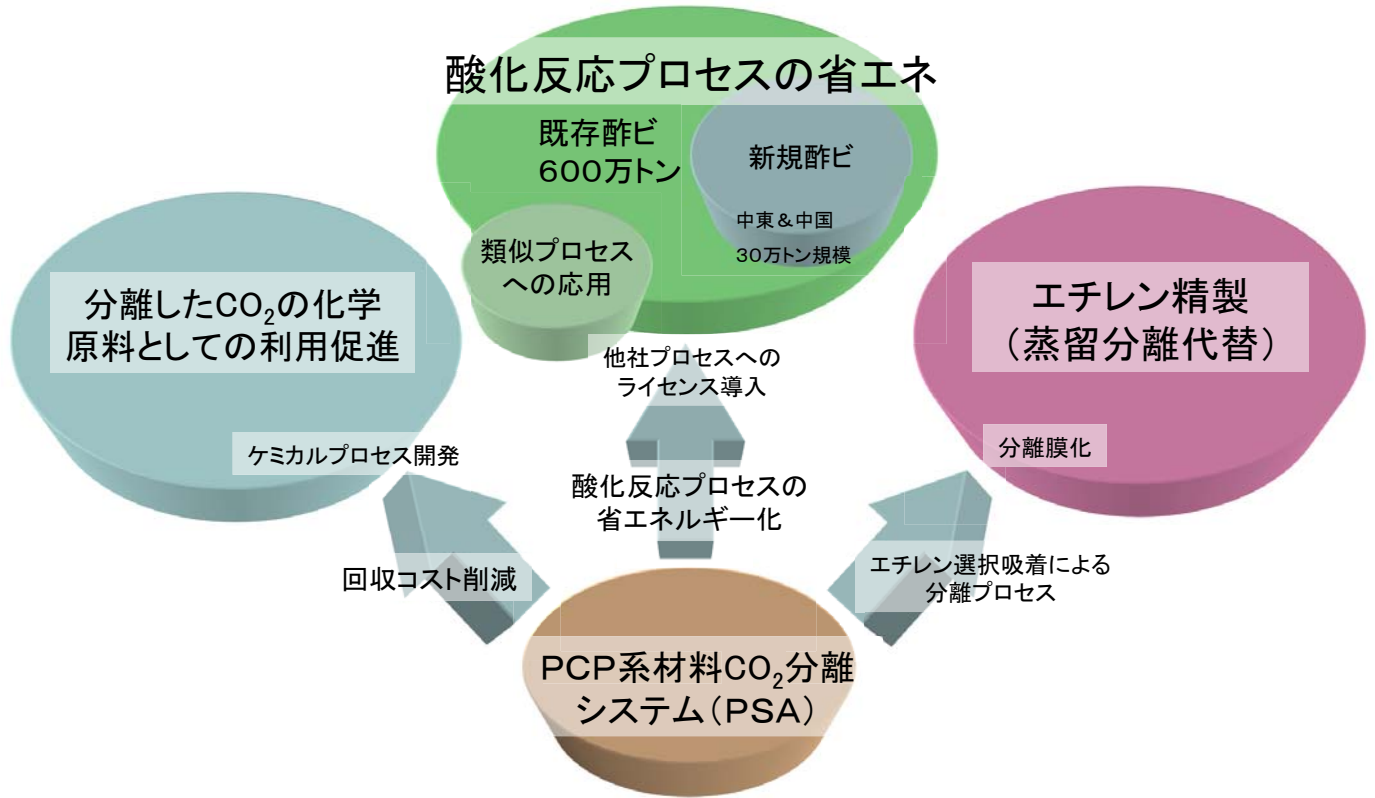 酸化反応プロセスの省エネ
既存酢ビ
６００万トン
新規酢ビ
中東＆中国
３０万トン規模
類似プロセス
への応用
分離したCO₂の化学
原料としての利用促進
エチレン精製
（蒸留分離代替）
他社プロセスへの
ライセンス導入
ケミカルプロセス開発
分離膜化
酸化反応プロセスの
省エネルギー化
回収コスト削減
エチレン選択吸着による
分離プロセス
ＰＣＰ系材料CO₂分離
システム（ＰＳＡ）